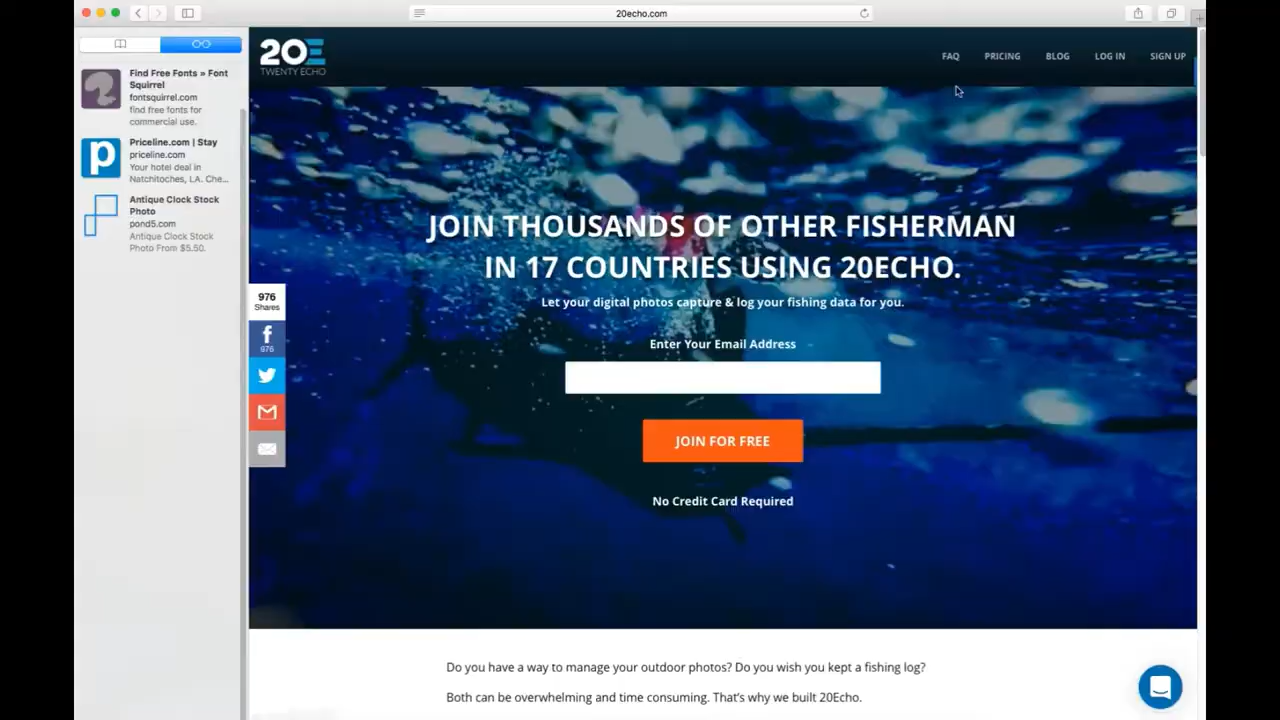 20echo.com
Find Free Fonts » Font
Squirrel
fontsquirrel.com
find free fonts for
commercial use.
Priceline.com | Stay
priceline.com
Your hotel deal in
Natchitoches, LA. Che...
Antique Clock Stock
Photo
pond5.com
Antique Clock Stock
Photo From $5.50.
20E
TWENTY ECHO
FAQ PRICING BLOG LOG IN SIGN UP
JOIN THOUSANDS OF OTHER FISHERMAN
IN 17 COUNTRIES USING 20ECHO.
Let your digital photos capture & log your fishing data for you.
Enter Your Email Address
JOIN FOR FREE
No Credit Card Required
976
Shares
976
Do you have a way to manage your outdoor photos? Do you wish you kept a fishing log?
Both can be overwhelming and time consuming. That's why we built 20Echo.